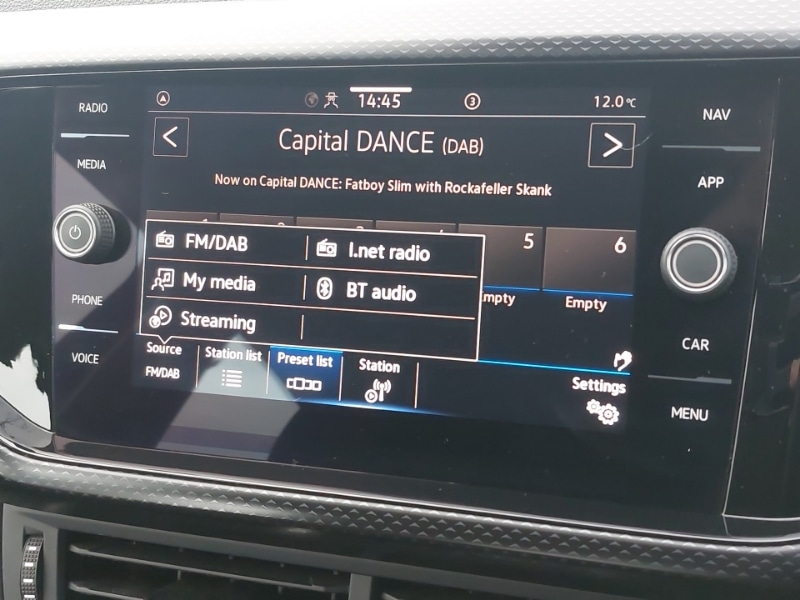 RADIO
MEDIA
PHONE
VOICE
14:45
3
12.0°C
Capital DANCE (DAB)
Now on Capital DANCE: Fatboy Slim with Rockafeller Skank
5
6
Empty
FM/DAB
I.net radio
My media
BT audio
Streaming
Source
FM/DAB
Station list
Preset list
Station
Settings
NAV
APP
CAR
MENU